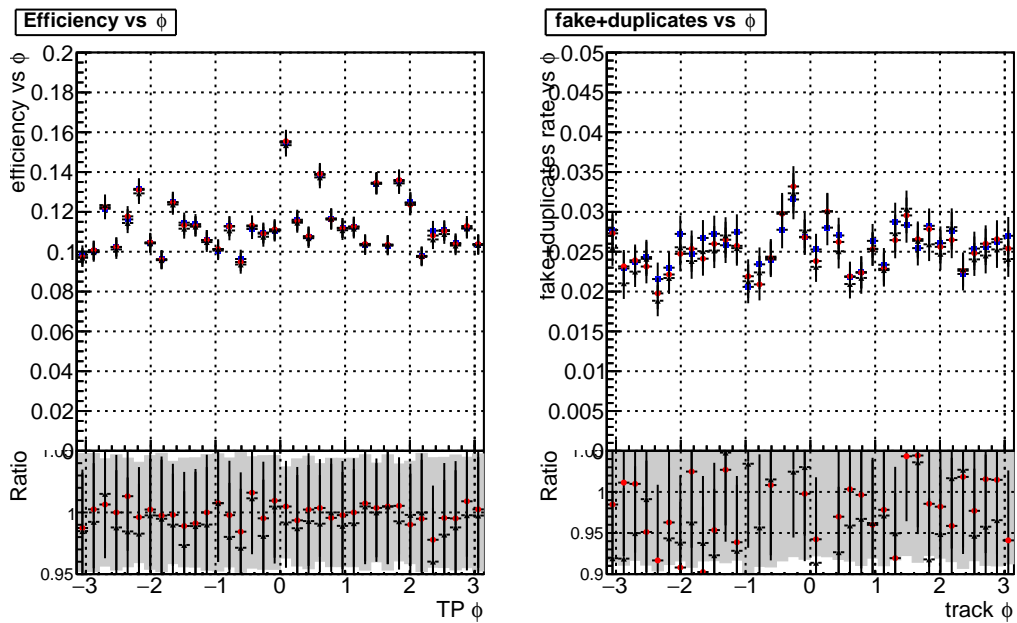 Efficiency vs ϕ
efficiency vs ϕ
0.2
0.18
0.16
0.14
0.12
0.1
0.08
0.06
0.04
0.02
Ratio
1
0.95
−3 −2 −1 0 1 2 3
TP ϕ
fake+duplicates vs ϕ
fake+duplicates rate vs ϕ
0.05
0.045
0.04
0.035
0.03
0.025
0.02
0.015
0.01
0.005
Ratio
1
0.95
0.9
−3 −2 −1 0 1 2 3
track ϕ